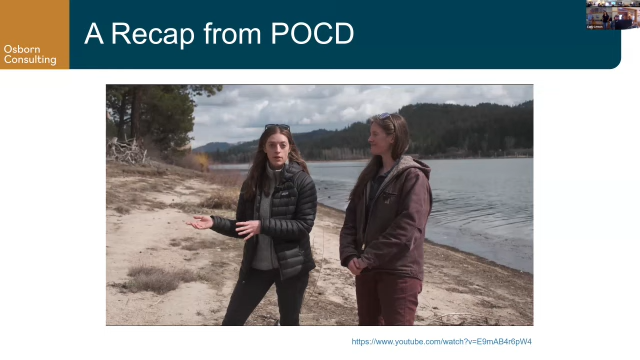 A Recap from POCD
Osborn
Consulting
https://www.youtube.com/watch?v=E9mAB4r6pW4